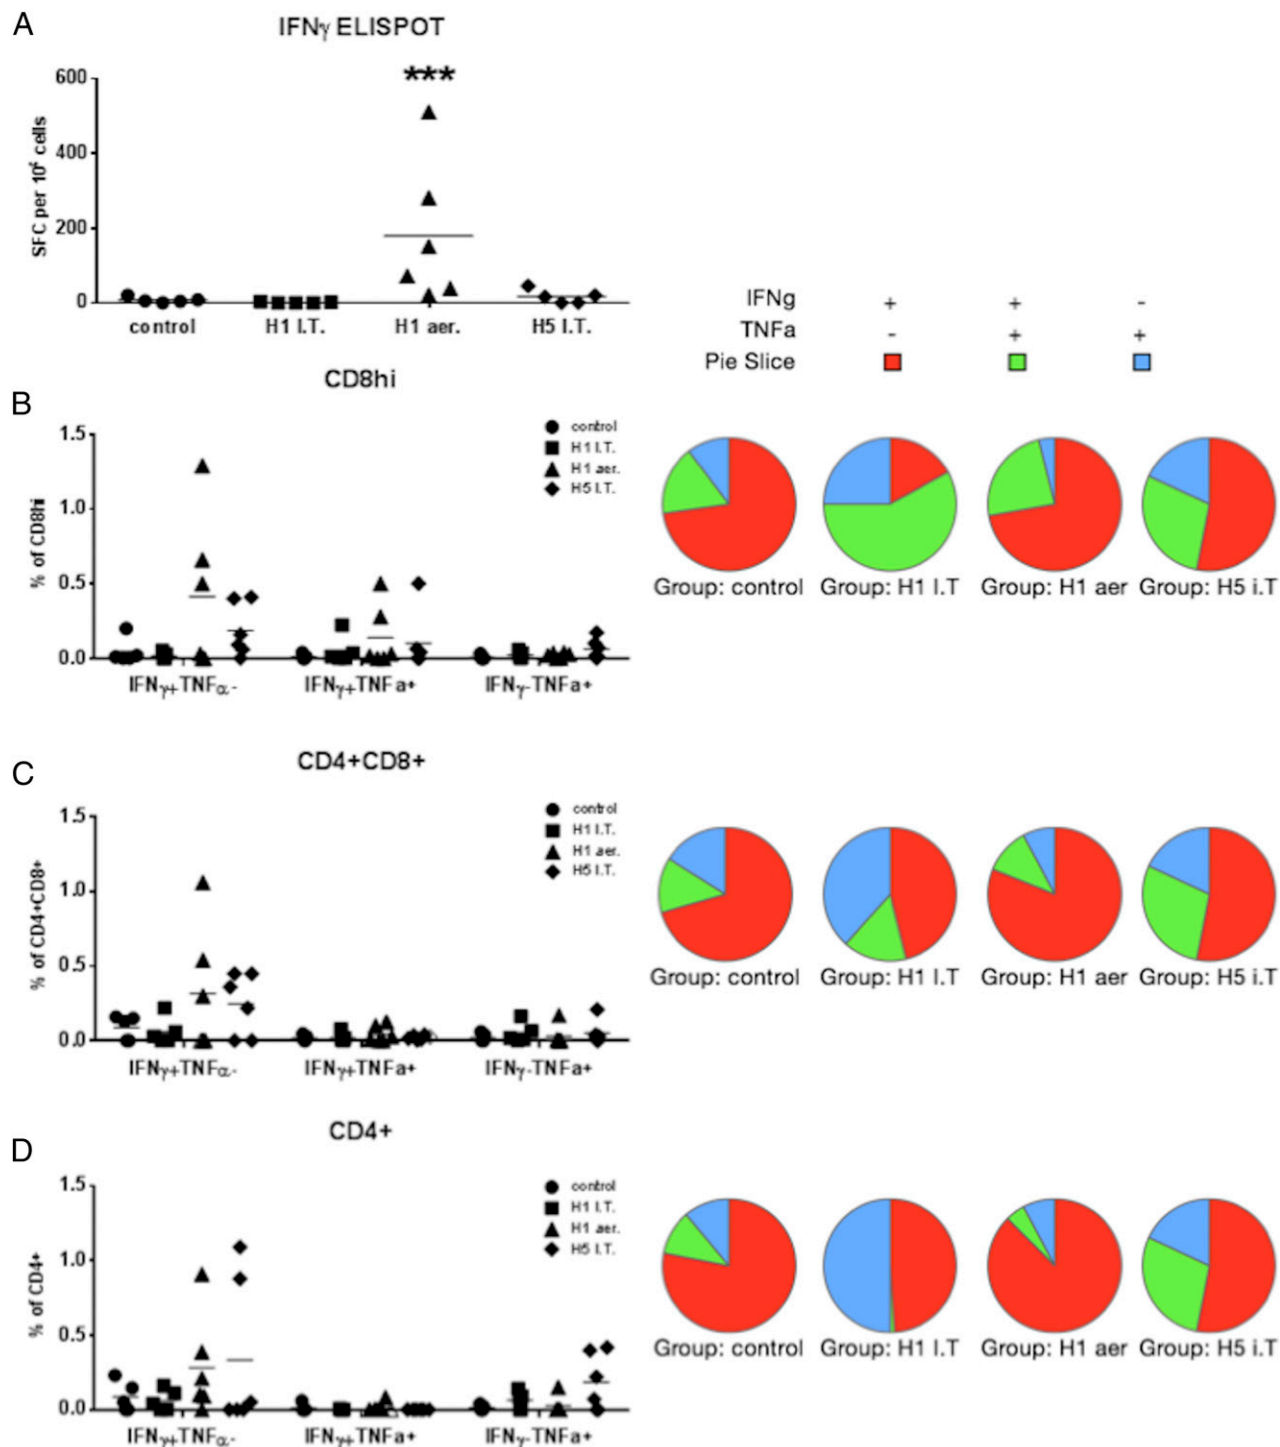 A
IFNγ ELISPOT
***
600
400
200
0
SFC per 10⁶ cells
control H1 I.T. H1 aer. H5 I.T.
IFNg + + -
TNFa - + +
Pie Slice
B
CD8hi
1.5
1.0
0.5
0.0
% of CD8hi
control
H1 I.T.
H1 aer.
H5 I.T.
IFNγ+TNFα- IFNγ+TNFa+ IFNγ-TNFa+
Group: control Group: H1 I.T Group: H1 aer Group: H5 i.T
C
CD4+CD8+
1.5
1.0
0.5
0.0
% of CD4+CD8+
control
H1 I.T.
H1 aer.
H5 I.T.
IFNγ+TNFα- IFNγ+TNFa+ IFNγ-TNFa+
Group: control Group: H1 I.T Group: H1 aer Group: H5 i.T
D
CD4+
1.5
1.0
0.5
0.0
% of CD4+
control
H1 I.T.
H1 aer.
H5 I.T.
IFNγ+TNFα- IFNγ+TNFa+ IFNγ-TNFa+
Group: control Group: H1 I.T Group: H1 aer Group: H5 i.T